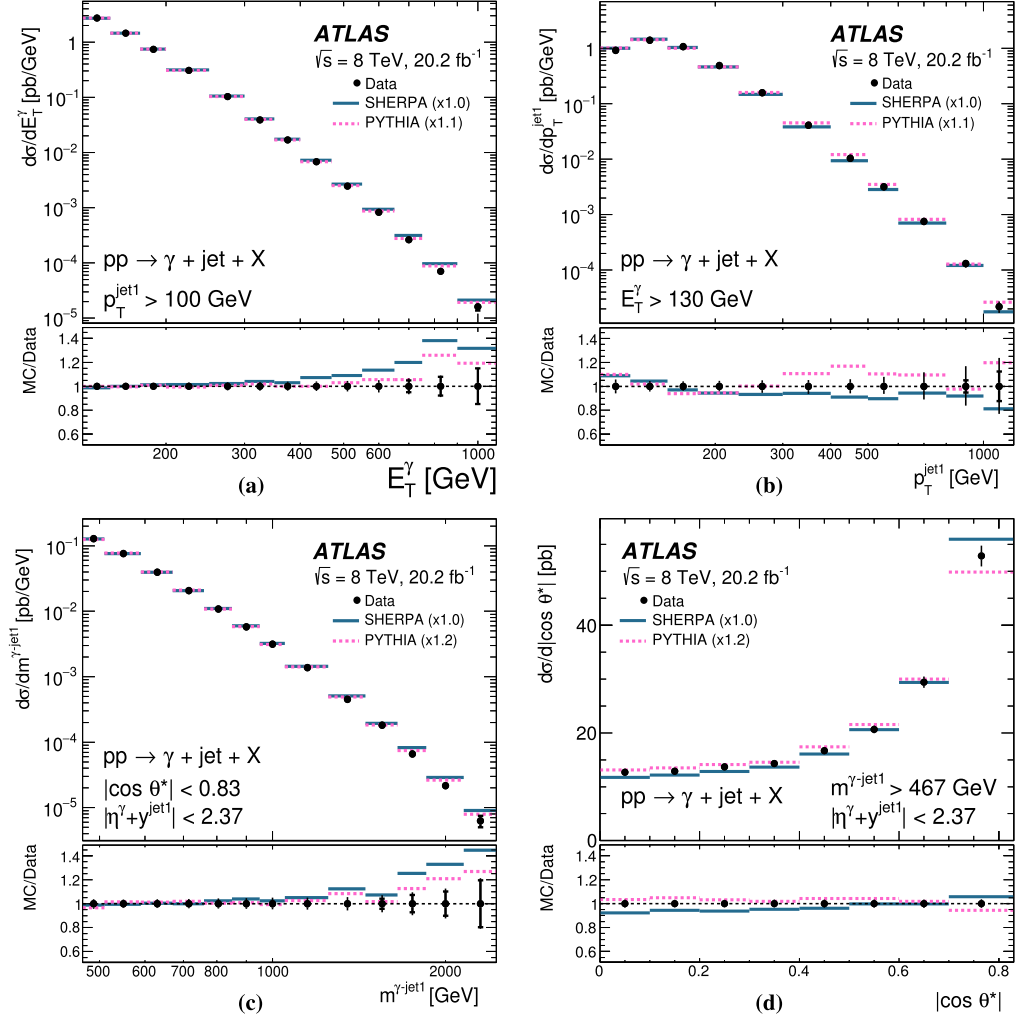 dσ/dE_T^γ [pb/GeV]
1
10⁻¹
10⁻²
10⁻³
10⁻⁴
10⁻⁵
ATLAS
√s = 8 TeV, 20.2 fb⁻¹
Data
SHERPA (x1.0)
PYTHIA (x1.1)
pp → γ + jet + X
p_T^jet1 > 100 GeV
MC/Data
1.4
1.2
1
0.8
0.6
200 300 400 500 600 1000
E_T^γ [GeV]
(a)
dσ/dp_T^jet1 [pb/GeV]
1
10⁻¹
10⁻²
10⁻³
10⁻⁴
ATLAS
√s = 8 TeV, 20.2 fb⁻¹
Data
SHERPA (x1.0)
PYTHIA (x1.1)
pp → γ + jet + X
E_T^γ > 130 GeV
MC/Data
1.4
1.2
1
0.8
0.6
200 300 400 500 1000
p_T^jet1 [GeV]
(b)
dσ/dm^γ-jet1 [pb/GeV]
10⁻¹
10⁻²
10⁻³
10⁻⁴
10⁻⁵
ATLAS
√s = 8 TeV, 20.2 fb⁻¹
Data
SHERPA (x1.0)
PYTHIA (x1.2)
pp → γ + jet + X
|cos θ*| < 0.83
|η^γ+y^jet1| < 2.37
MC/Data
1.4
1.2
1
0.8
0.6
500 600 700 800 1000 2000
m^γ-jet1 [GeV]
(c)
dσ/d|cos θ*| [pb]
40
20
0
ATLAS
√s = 8 TeV, 20.2 fb⁻¹
Data
SHERPA (x1.0)
PYTHIA (x1.2)
pp → γ + jet + X
m^γ-jet1 > 467 GeV
|η^γ+y^jet1| < 2.37
MC/Data
1.4
1.2
1
0.8
0.6
0 0.2 0.4 0.6 0.8
|cos θ*|
(d)